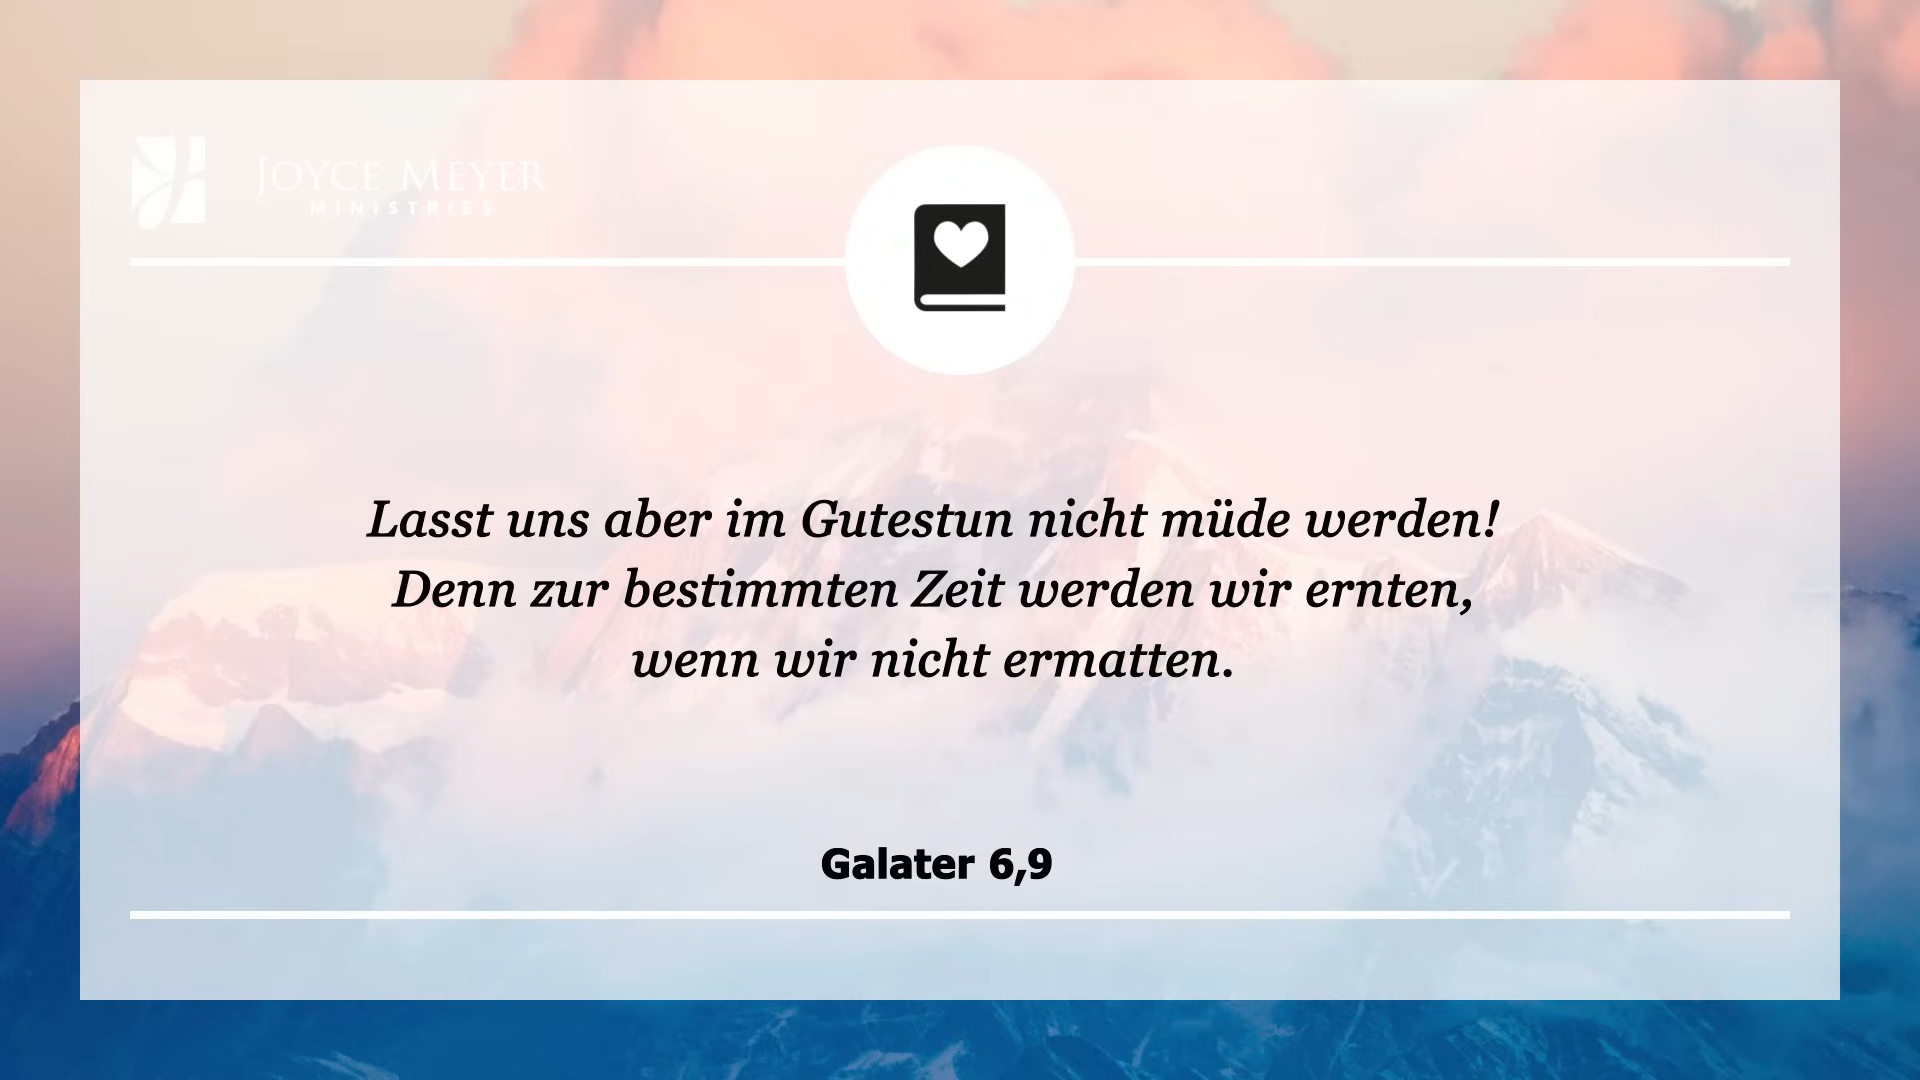 JOYCE MEYER
MINISTRIES
Lasst uns aber im Gutestun nicht müde werden!
Denn zur bestimmten Zeit werden wir ernten,
wenn wir nicht ermatten.
Galater 6,9